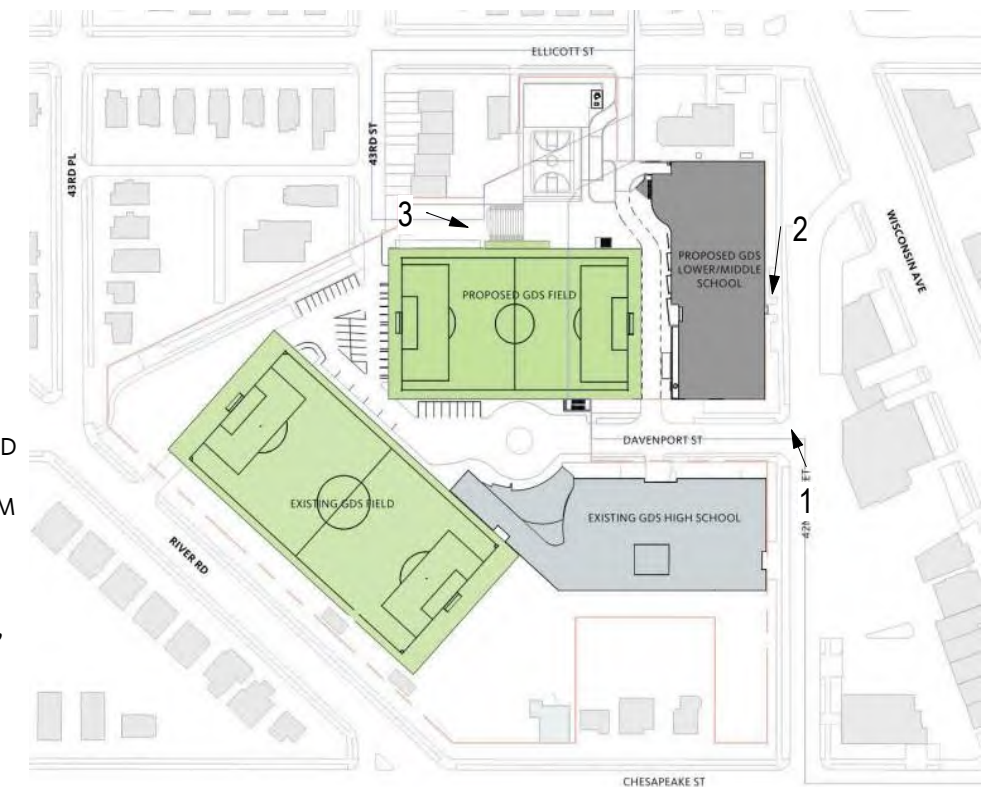 ELLICOTT ST
43RD ST
43RD PL
3
2
WISCONSIN AVE
PROPOSED GDS
LOWER/MIDDLE
SCHOOL
PROPOSED GDS FIELD
D
DAVENPORT ST
M
1
EXISTING GDS FIELD
EXISTING GDS HIGH SCHOOL
RIVER RD
,
CHESAPEAKE ST